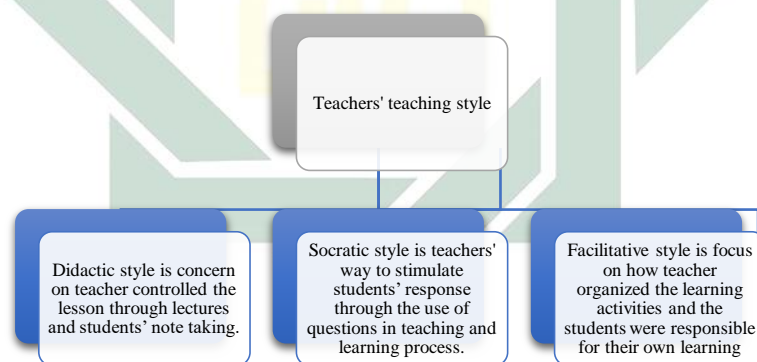 Teachers' teaching style
Didactic style is concern
on teacher controlled the
lesson through lectures
and students’ note taking.
Socratic style is teachers'
way to stimulate
students’ response
through the use of
questions in teaching and
learning process.
Facilitative style is focus
on how teacher
organized the learning
activities and the
students were responsible
for their own learning